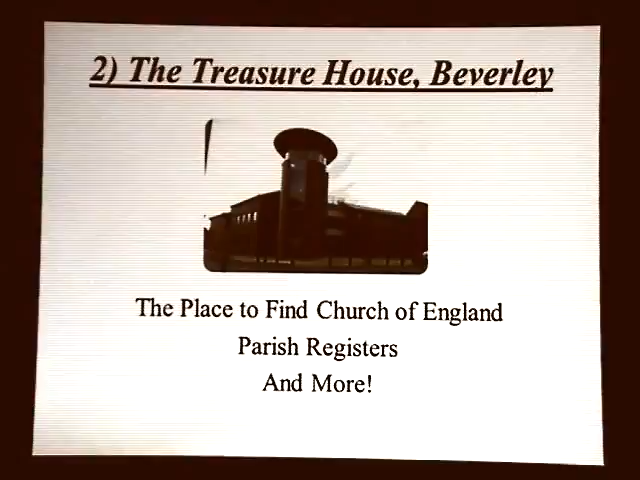 2) The Treasure House, Beverley
The Place to Find Church of England
Parish Registers
And More!